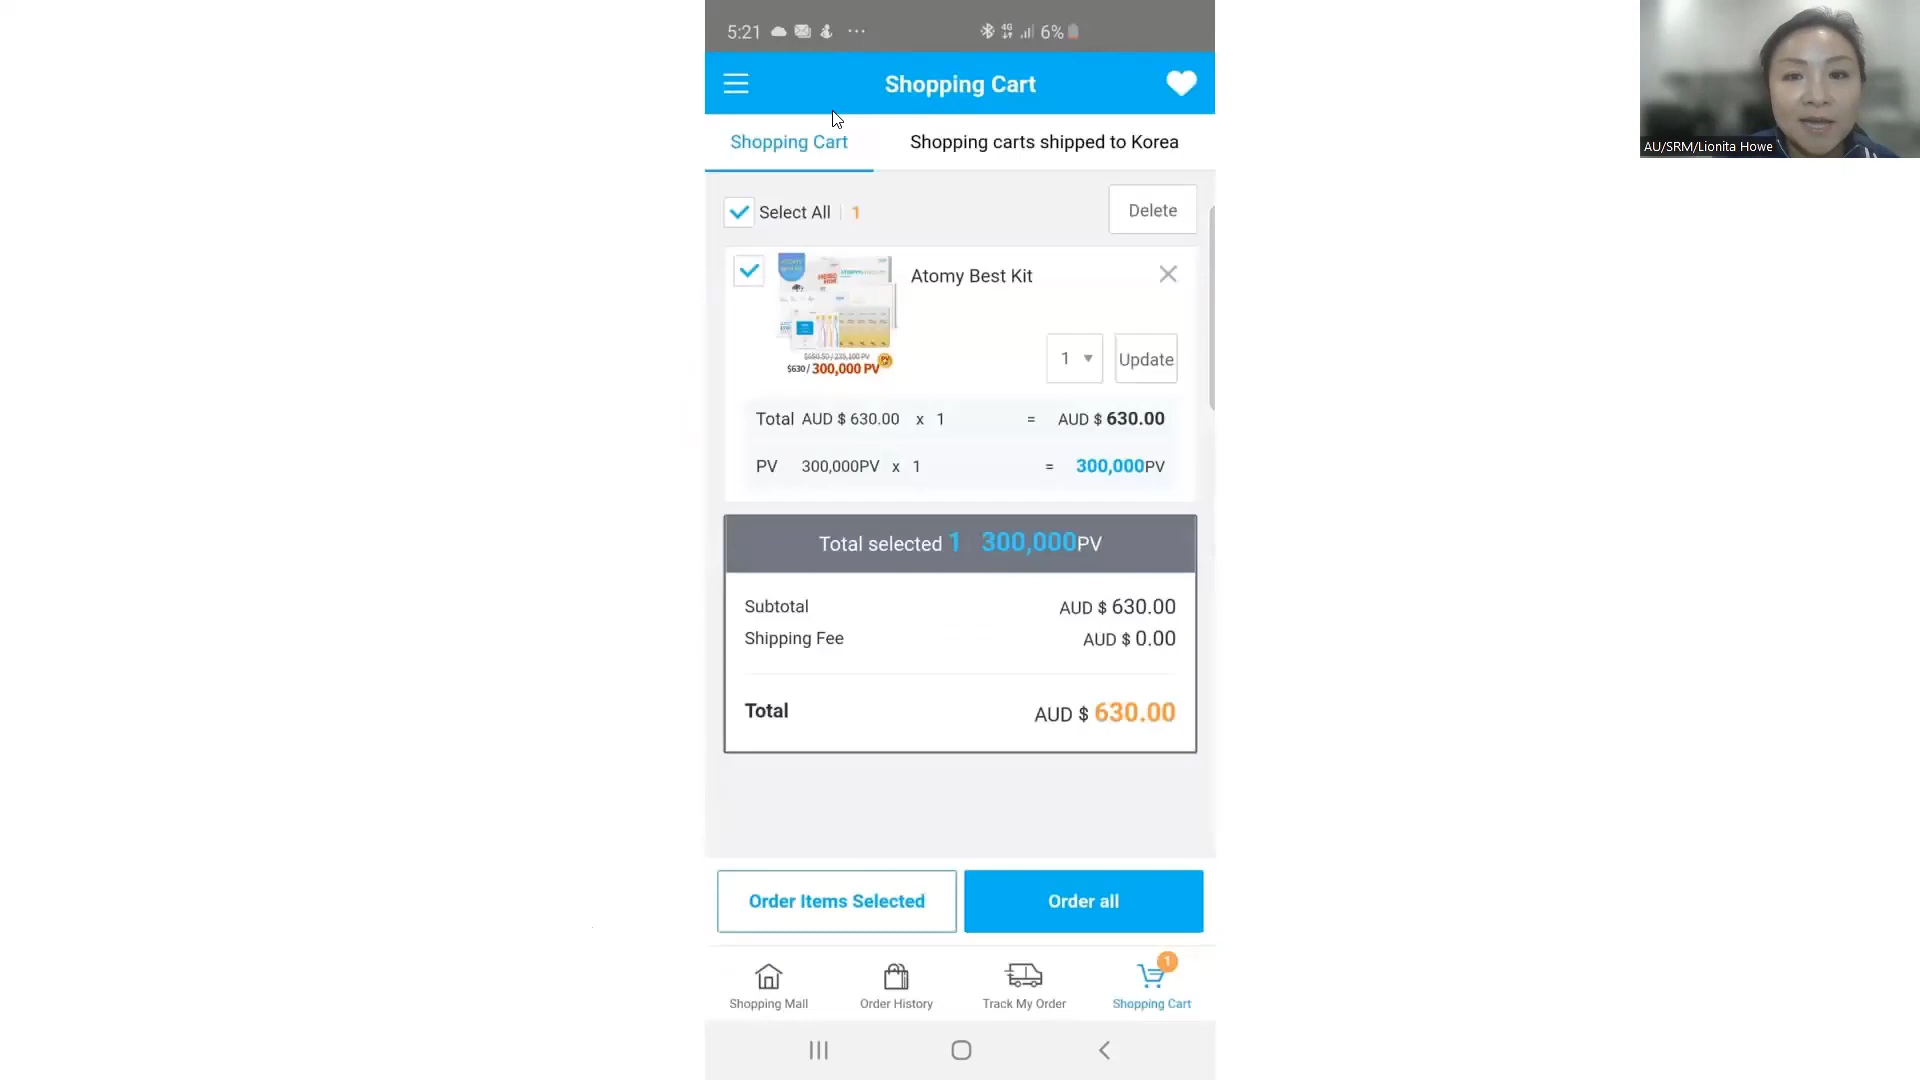 5:21
4G
6%
Shopping Cart
AU/SRM/Lionita Howe
Shopping Cart
Shopping carts shipped to Korea
Select All
1
Delete
Atomy Best Kit
$630 / 300,000 PV
1
Update
Total AUD $ 630.00 x 1 = AUD $ 630.00
PV 300,000PV x 1 = 300,000PV
Total selected 1 300,000PV
Subtotal AUD $ 630.00
Shipping Fee AUD $ 0.00
Total AUD $ 630.00
Order Items Selected
Order all
1
Shopping Mall
Order History
Track My Order
Shopping Cart